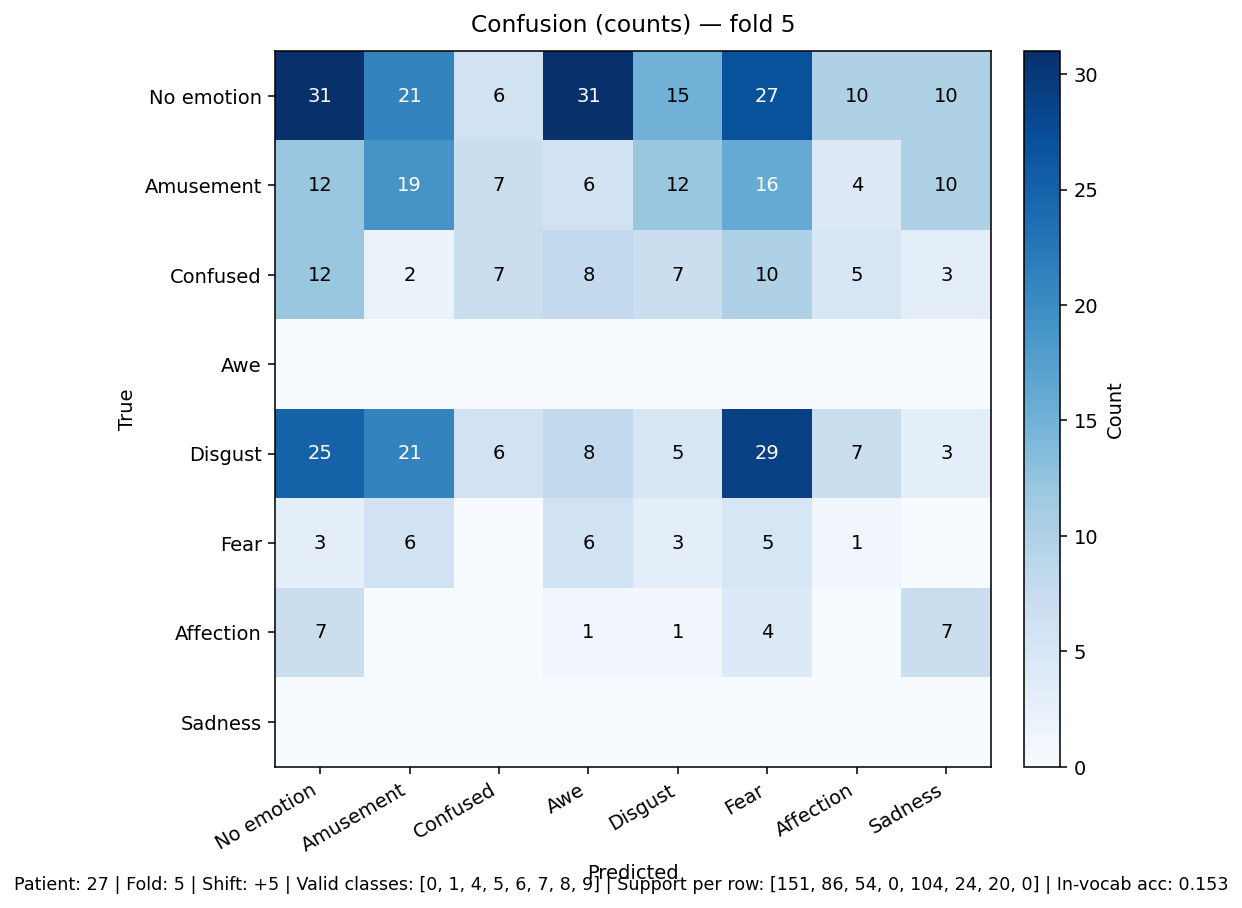 Confusion (counts) — fold 5
No emotion 31 21 6 31 15 27 10 10
Amusement 12 19 7 6 12 16 4 10
Confused 12 2 7 8 7 10 5 3
Awe
Disgust 25 21 6 8 5 29 7 3
Fear 3 6 6 3 5 1
Affection 7 1 1 4 7
Sadness
True
No emotion Amusement Confused Awe Disgust Fear Affection Sadness
Predicted
30
25
20
15
10
5
0
Count
Patient: 27 | Fold: 5 | Shift: +5 | Valid classes: [0, 1, 4, 5, 6, 7, 8, 9] | Support per row: [151, 86, 54, 0, 104, 24, 20, 0] | In-vocab acc: 0.153